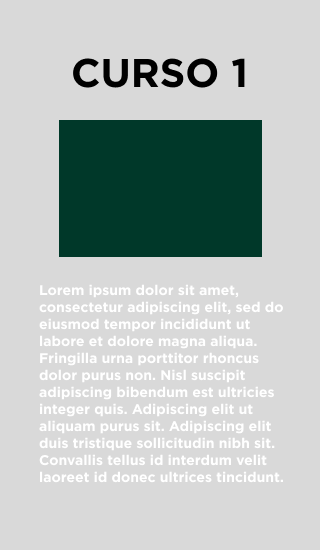 CURSO 1
Lorem ipsum dolor sit amet,
consectetur adipiscing elit, sed do
eiusmod tempor incididunt ut
labore et dolore magna aliqua.
Fringilla urna porttitor rhoncus
dolor purus non. Nisl suscipit
adipiscing bibendum est ultricies
integer quis. Adipiscing elit ut
aliquam purus sit. Adipiscing elit
duis tristique sollicitudin nibh sit.
Convallis tellus id interdum velit
laoreet id donec ultrices tincidunt.